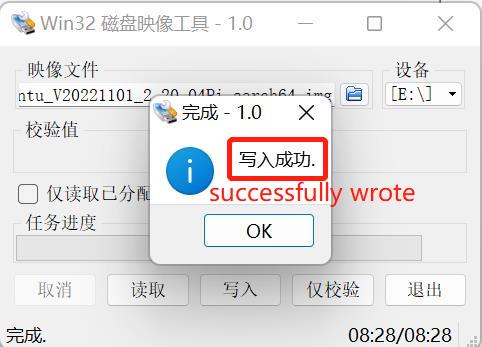 Win32 磁盘映像工具 - 1.0
映像文件
设备
ntu_V20221101_2_20_04Pi_aarch64.img
[E:\]
校验值
完成 - 1.0
写入成功.
仅读取已分配
successfully wrote
OK
任务进度
取消
读取
写入
仅校验
退出
完成.
08:28/08:28